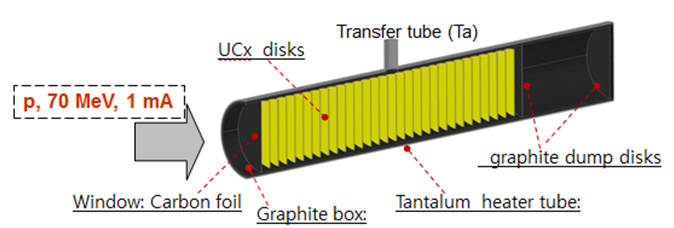 Transfer tube (Ta)
UCx disks
p, 70 MeV, 1 mA
graphite dump disks
Window: Carbon foil
Graphite box:
Tantalum heater tube: